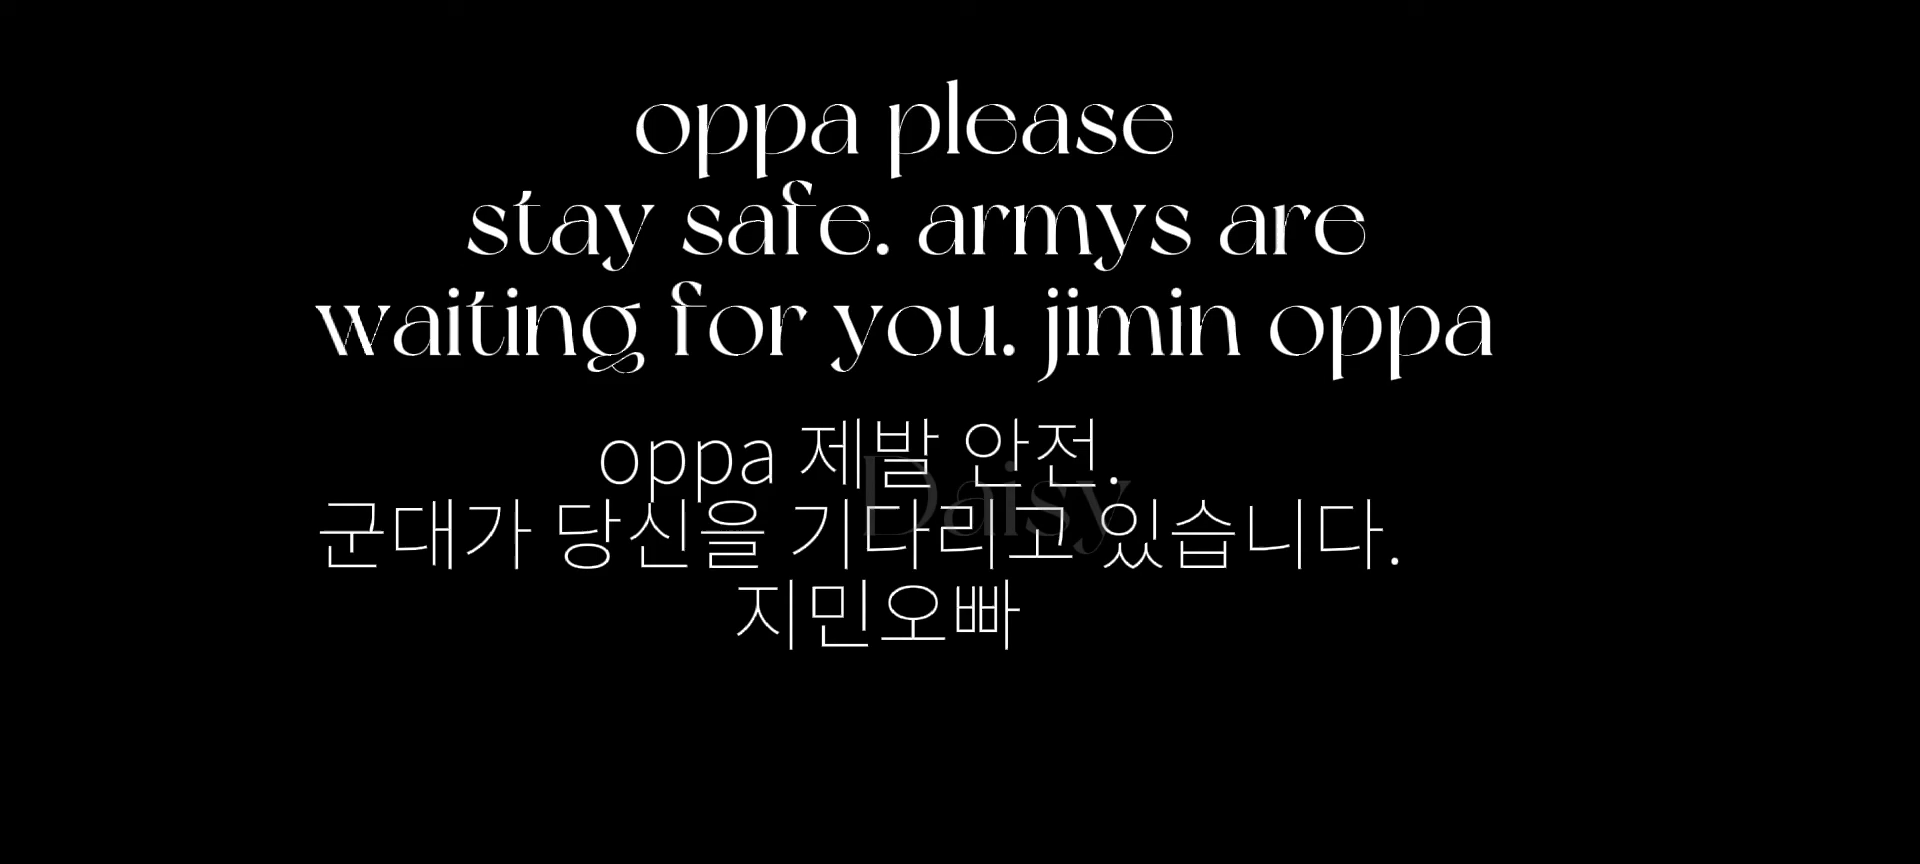 oppa please
stay safe. armys are
waiting for you. jimin oppa
oppa 제발 안전.
Daisy
군대가 당신을 기다리고 있습니다.
지민오빠